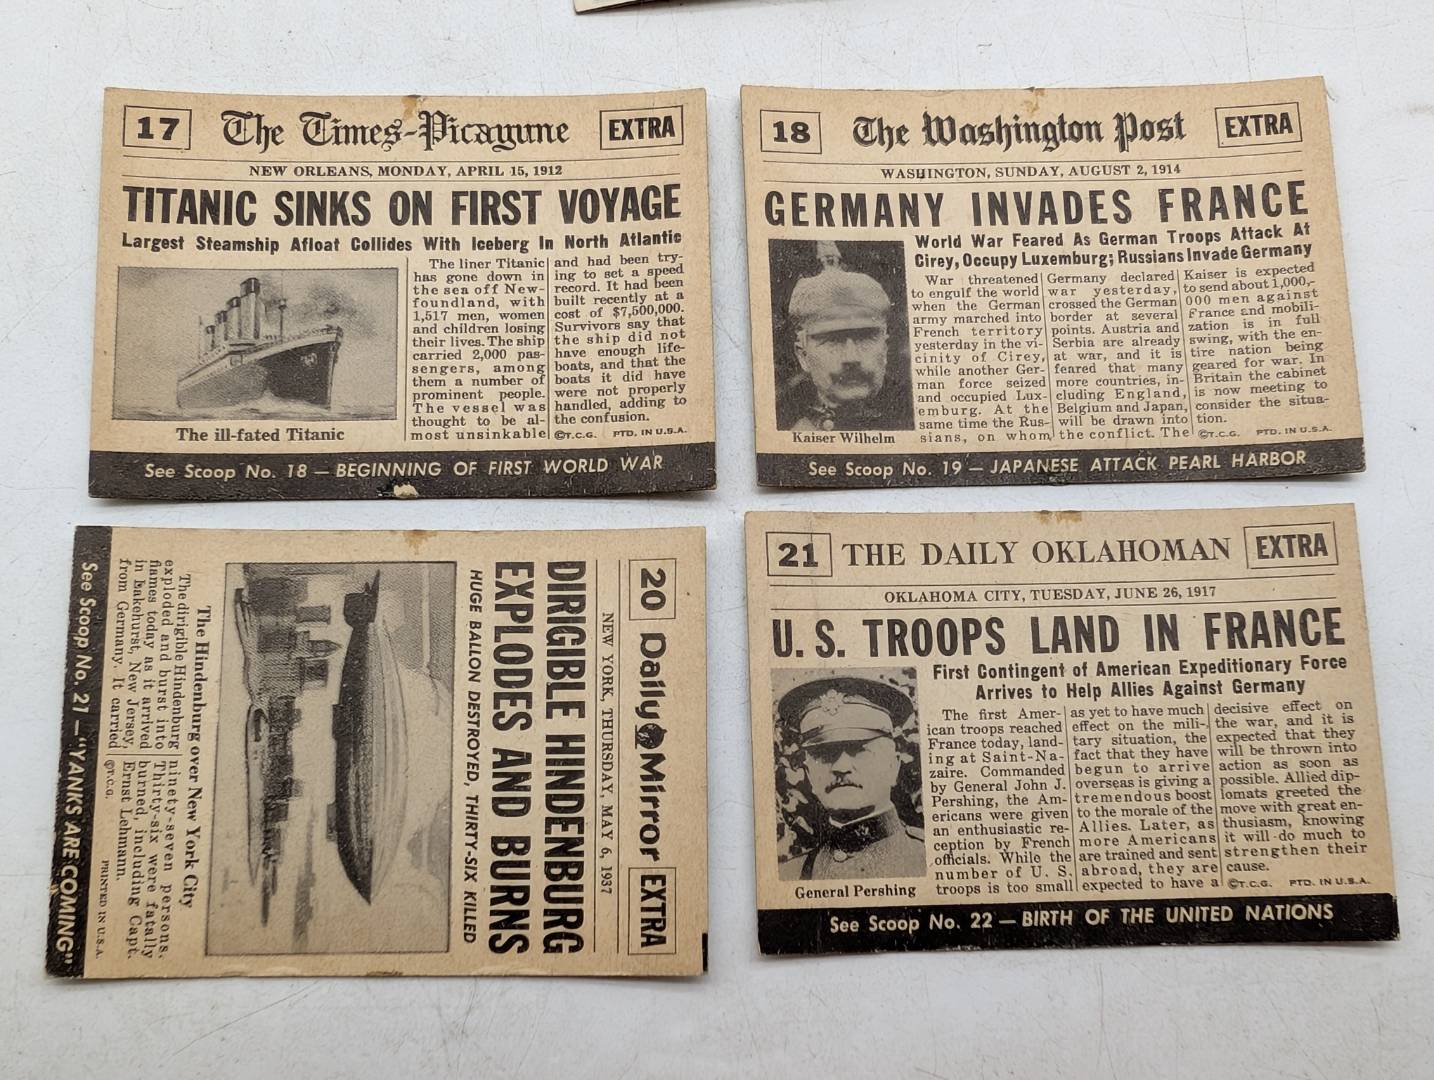 17
The Times-Picayune
EXTRA
NEW ORLEANS, MONDAY, APRIL 15, 1912
TITANIC SINKS ON FIRST VOYAGE
Largest Steamship Afloat Collides With Iceberg In North Atlantic
The ill-fated Titanic
The liner Titanic
has gone down in
the sea off New-
foundland, with
1,517 men, women
and children losing
their lives. The ship
carried 2,000 pas-
sengers, among
them a number of
prominent people.
The vessel was
thought to be al-
most unsinkable
and had been try-
ing to set a speed
record. It had been
built recently at a
cost of $7,500,000.
Survivors say that
the ship did not
have enough life-
boats, and that the
boats it did have
were not properly
handled, adding to
the confusion.
©T.C.G. PTD. IN U.S.A.
See Scoop No. 18 — BEGINNING OF FIRST WORLD WAR
18
The Washington Post
EXTRA
WASHINGTON, SUNDAY, AUGUST 2, 1914
GERMANY INVADES FRANCE
World War Feared As German Troops Attack At
Cirey, Occupy Luxemburg; Russians Invade Germany
Kaiser Wilhelm
War threatened
to engulf the world
when the German
army marched into
French territory
yesterday in the vi-
cinity of Cirey,
while another Ger-
man force seized
and occupied Lux-
emburg. At the
same time the Rus-
sians, on whom
Germany declared
war yesterday,
crossed the German
border at several
points. Austria and
Serbia are already
at war, and it is
feared that many
more countries, in-
cluding England,
Belgium and Japan,
will be drawn into
the conflict. The
Kaiser is expected
to send about 1,000,-
000 men against
France and mobili-
zation is in full
swing, with the en-
tire nation being
geared for war. In
Britain the cabinet
is now meeting to
consider the situa-
tion.
©T.C.G. PTD. IN U.S.A.
See Scoop No. 19 — JAPANESE ATTACK PEARL HARBOR
20
Daily Mirror
EXTRA
NEW YORK, THURSDAY, MAY 6, 1937
DIRIGIBLE HINDENBURG
EXPLODES AND BURNS
HUGE BALLON DESTROYED, THIRTY-SIX KILLED
The Hindenburg over New York City
The dirigible Hindenburg
exploded and burst into
flames today as it arrived
in Lakehurst, New Jersey,
from Germany. It carried
ninety-seven persons.
Thirty-six were fatally
burned, including Capt.
Ernst Lehmann.
©T.C.G. PRINTED IN U.S.A.
See Scoop No. 21 — "YANKS ARE COMING"
21
THE DAILY OKLAHOMAN
EXTRA
OKLAHOMA CITY, TUESDAY, JUNE 26, 1917
U. S. TROOPS LAND IN FRANCE
First Contingent of American Expeditionary Force
Arrives to Help Allies Against Germany
General Pershing
The first Amer-
ican troops reached
France today, land-
ing at Saint-Na-
zaire. Commanded
by General John J.
Pershing, the Am-
ericans were given
an enthusiastic re-
ception by French
officials. While the
number of U. S.
troops is too small
as yet to have much
effect on the mili-
tary situation, the
fact that they have
begun to arrive
overseas is giving a
tremendous boost
to the morale of the
Allies. Later, as
more Americans
are trained and sent
abroad, they are
expected to have a
decisive effect on
the war, and it is
expected that they
will be thrown into
action as soon as
possible. Allied dip-
lomats greeted the
move with great en-
thusiasm, knowing
it will do much to
strengthen their
cause.
©T.C.G. PTD. IN U.S.A.
See Scoop No. 22 — BIRTH OF THE UNITED NATIONS